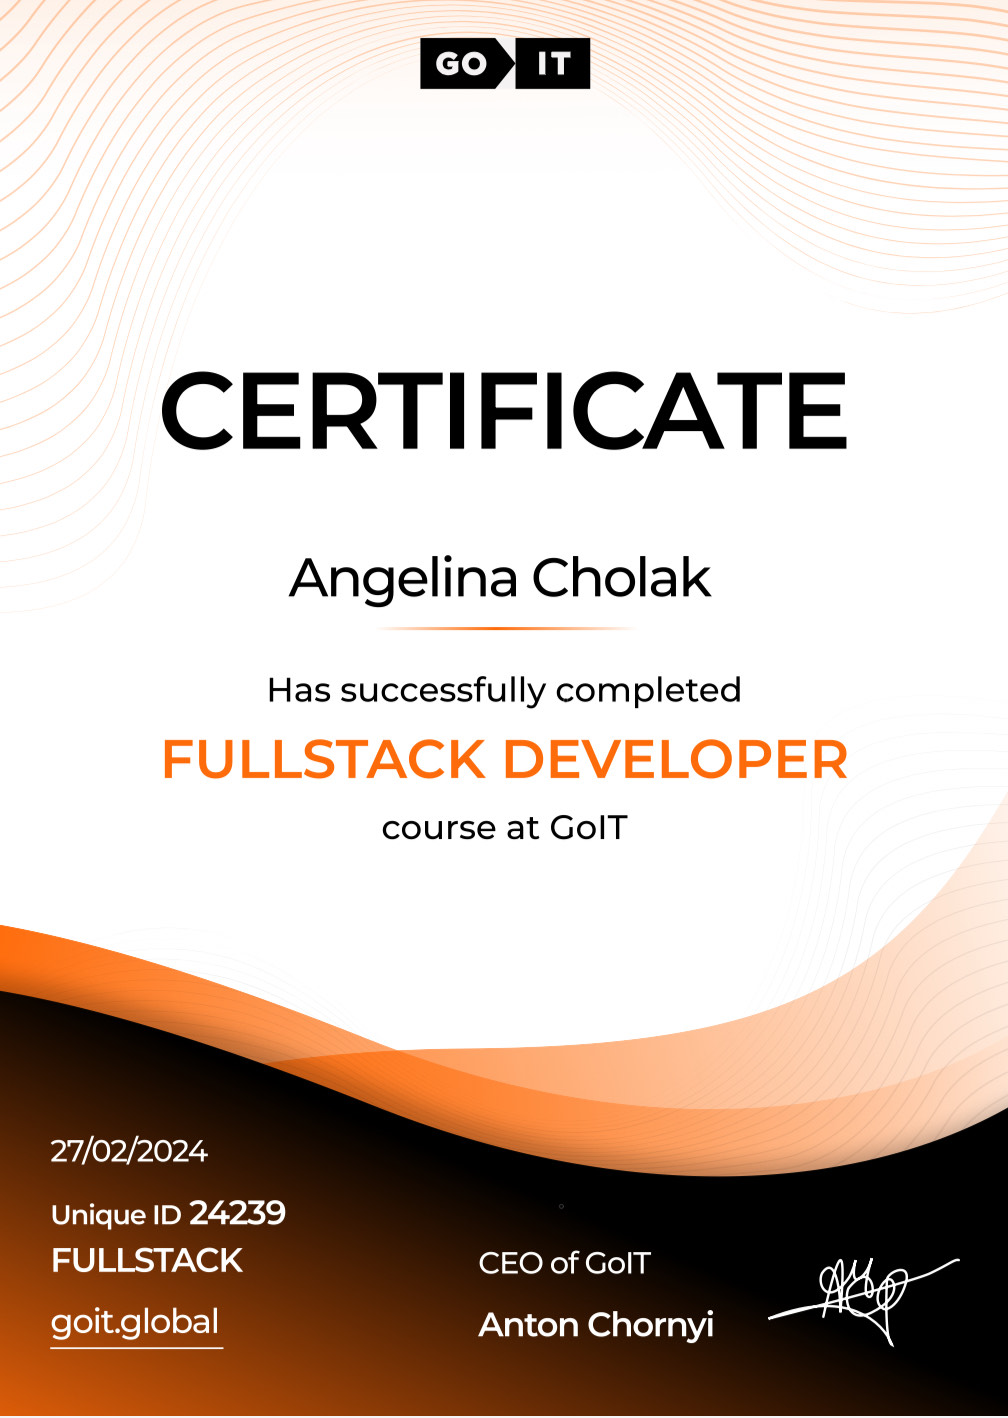 GO IT
CERTIFICATE
Angelina Cholak
Has successfully completed
FULLSTACK DEVELOPER
course at GoIT
27/02/2024
Unique ID 24239
FULLSTACK
goit.global
CEO of GoIT
Anton Chornyi